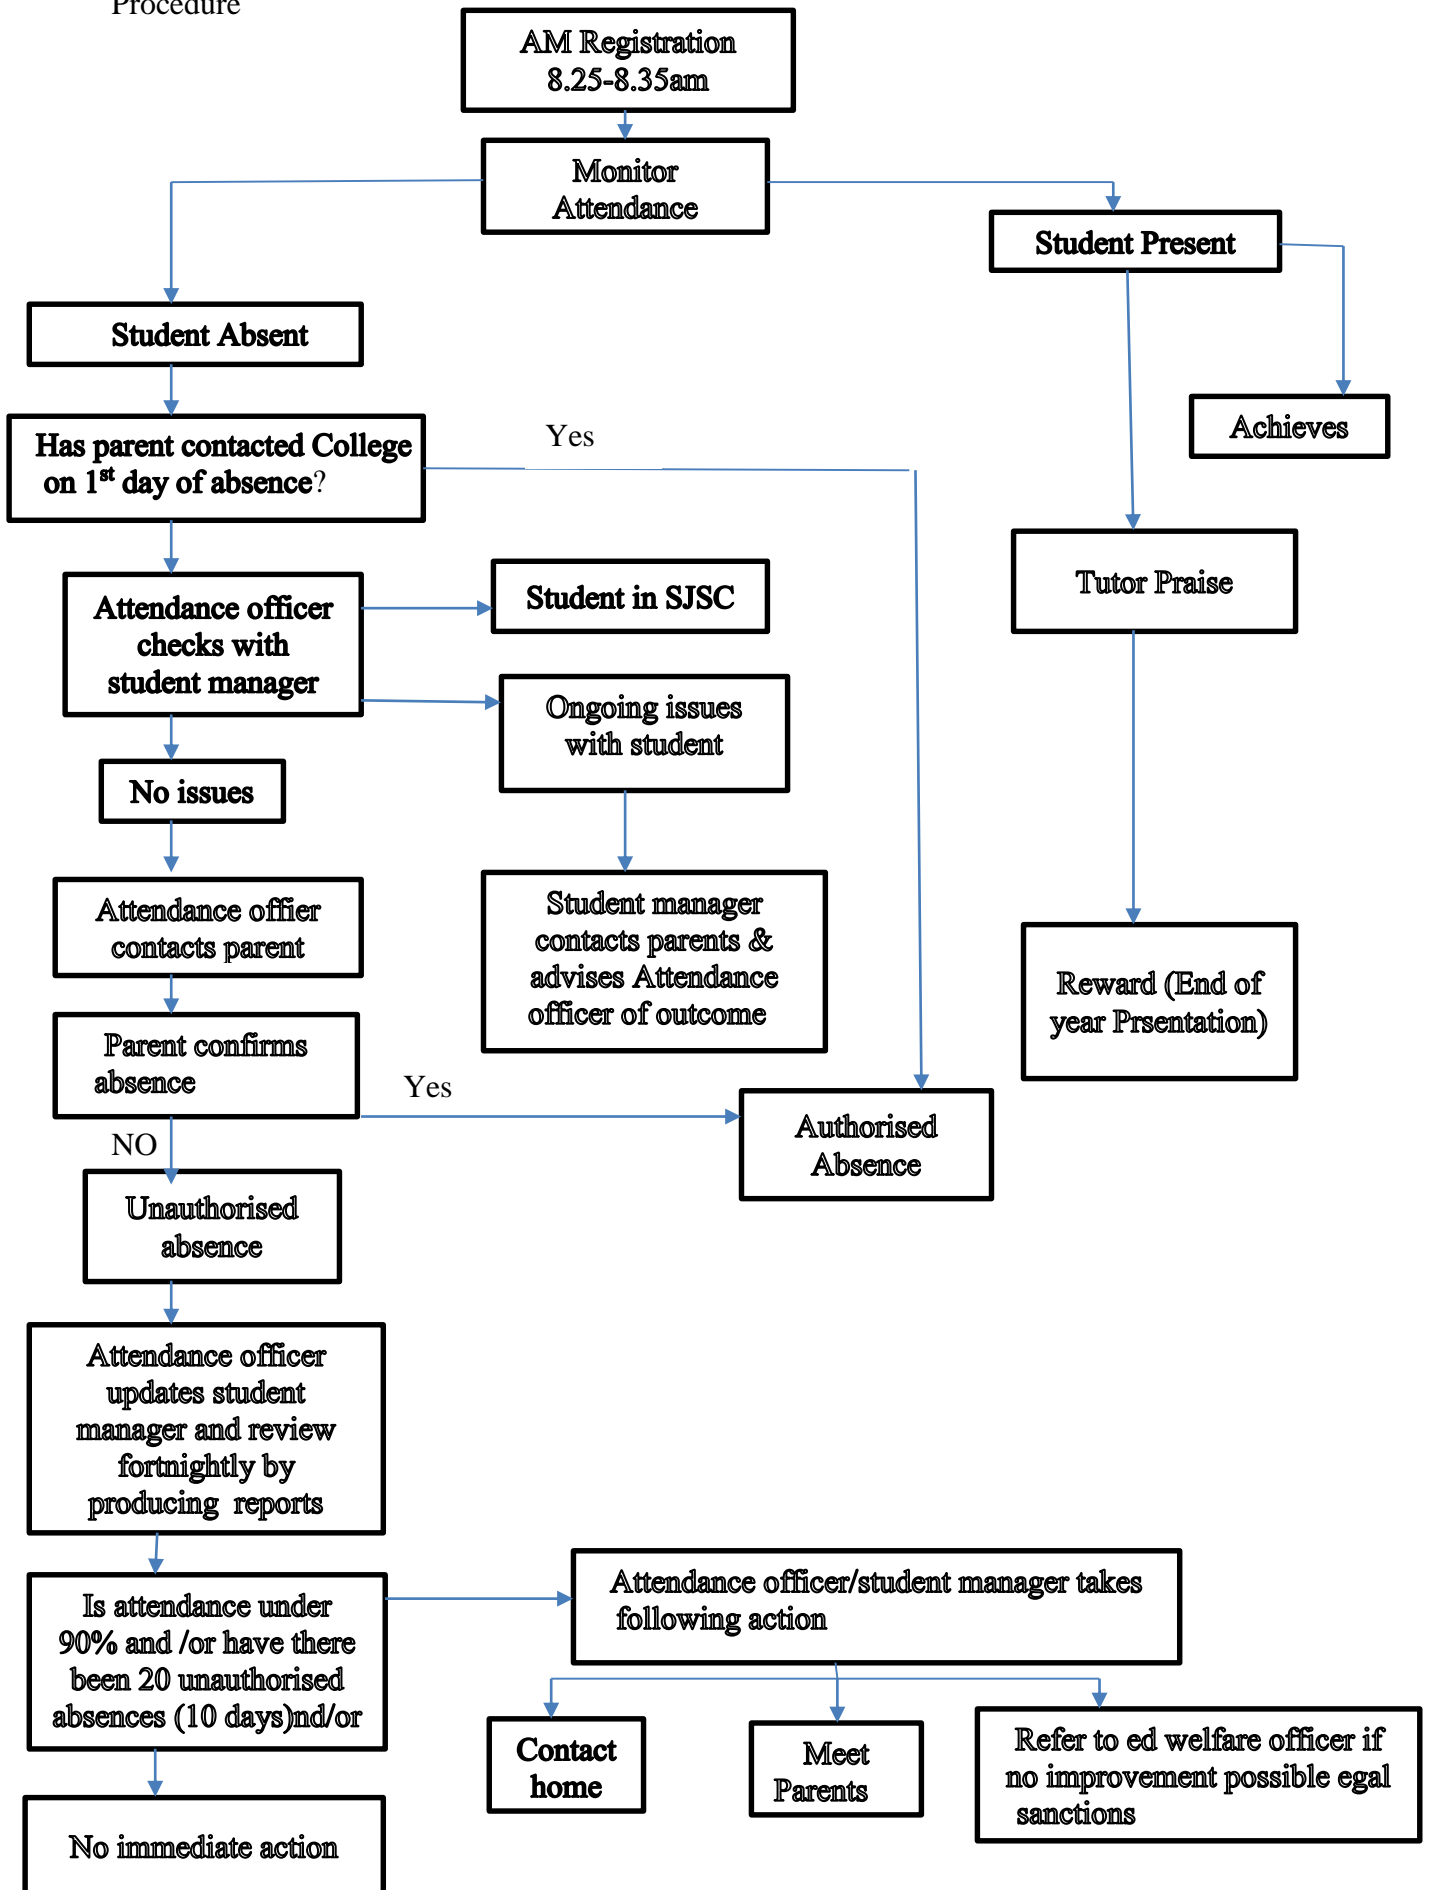 Procedure
AM Registration
8.25-8.35am
Monitor
Attendance
Student Present
Student Absent
Achieves
Has parent contacted College
on 1st day of absence?
Yes
Tutor Praise
Attendance officer
checks with
student manager
Student in SJSC
Ongoing issues
with student
No issues
Attendance offier
contacts parent
Student manager
contacts parents &
advises Attendance
officer of outcome
Reward (End of
year Prsentation)
Parent confirms
absence
Yes
NO
Authorised
Absence
Unauthorised
absence
Attendance officer
updates student
manager and review
fortnightly by
producing reports
Is attendance under
90% and /or have there
been 20 unauthorised
absences (10 days)nd/or
Attendance officer/student manager takes
following action
Contact
home
Meet
Parents
Refer to ed welfare officer if
no improvement possible egal
sanctions
No immediate action